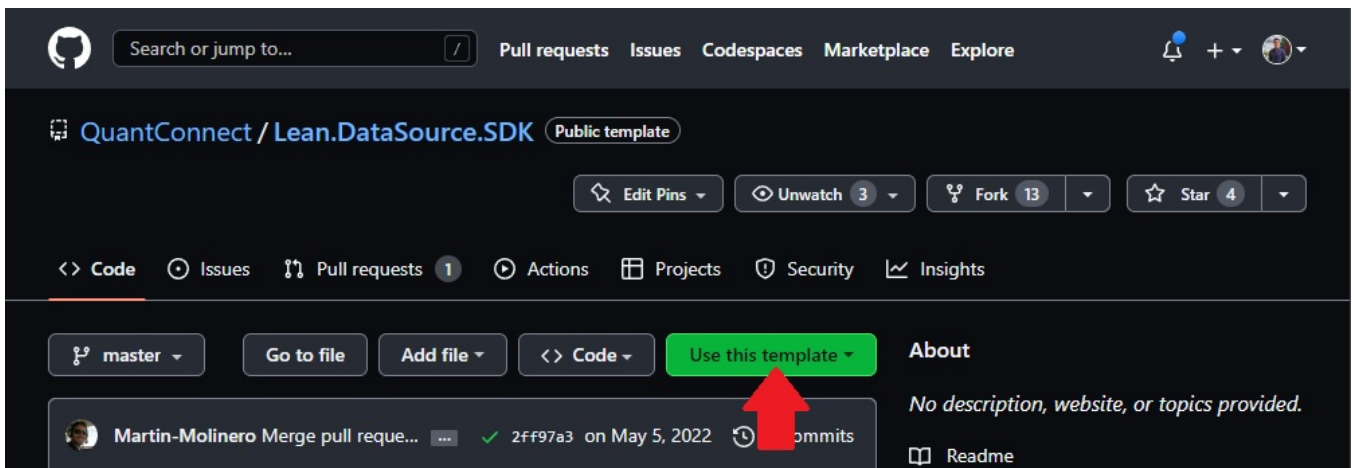 Search or jump to... / Pull requests Issues Codespaces Marketplace Explore
QuantConnect / Lean.DataSource.SDK Public template
Edit Pins Unwatch 3 Fork 13 Star 4
<> Code Issues Pull requests 1 Actions Projects Security Insights
master Go to file Add file <> Code Use this template About
No description, website, or topics provided.
Martin-Molinero Merge pull reque... ... 2ff97a3 on May 5, 2022
Readme